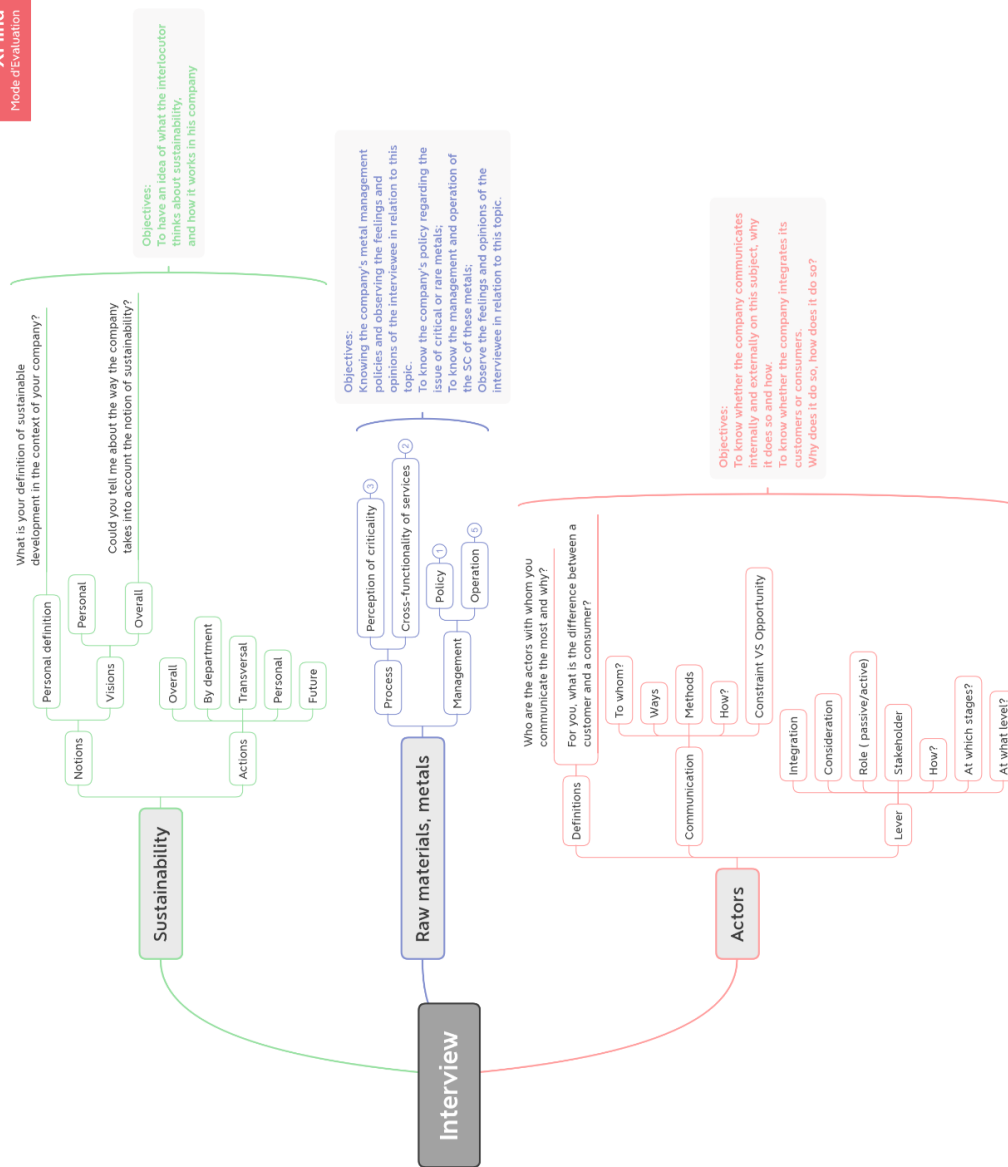 Mode d'Evaluation
Interview
Sustainability
Notions
Personal definition
What is your definition of sustainable
development in the context of your company?
Visions
Personal
Overall
Could you tell me about the way the company
takes into account the notion of sustainability?
Actions
Overall
By department
Transversal
Personal
Future
Objectives:
To have an idea of what the interlocutor
thinks about sustainability,
and how it works in his company
Raw materials, metals
Process
Perception of criticality
3
Cross-functionality of services
2
Management
Policy
1
Operation
5
Objectives:
Knowing the company's metal management
policies and observing the feelings and
opinions of the interviewee in relation to this
topic.
To know the company's policy regarding the
issue of critical or rare metals;
To know the management and operation of
the SC of these metals;
Observe the feelings and opinions of the
interviewee in relation to this topic.
Actors
Definitions
Who are the actors with whom you
communicate the most and why?
For you, what is the difference between a
customer and a consumer?
Communication
To whom?
Ways
Methods
How?
Constraint VS Opportunity
Lever
Integration
Consideration
Role ( passive/active)
Stakeholder
How?
At which stages?
At what level?
Objectives:
To know whether the company communicates
internally and externally on this subject, why
it does so and how.
To know whether the company integrates its
customers or consumers.
Why does it do so, how does it do so?